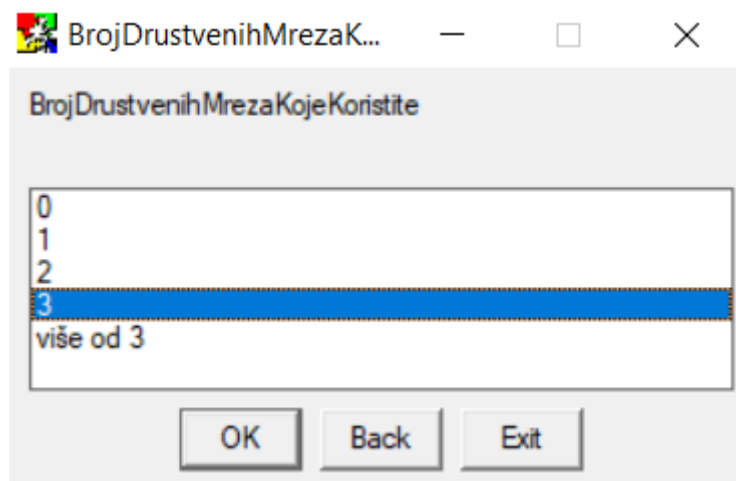 BrojDrustvenihMrezaK...
BrojDrustvenihMrezaKojeKoristite
0
1
2
3
više od 3
OK Back Exit